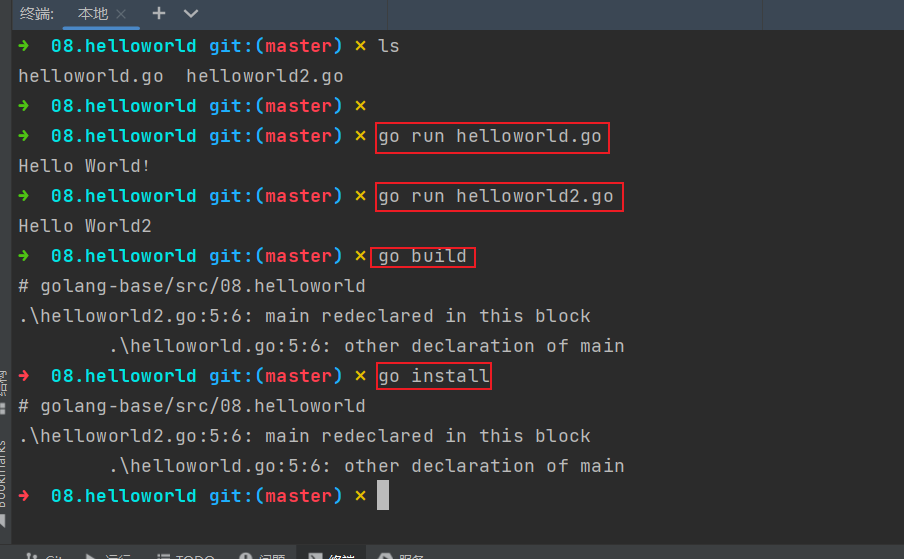 终端: 本地 × +
→ 08.helloworld git:(master) × ls
helloworld.go helloworld2.go
→ 08.helloworld git:(master) ×
→ 08.helloworld git:(master) × go run helloworld.go
Hello World!
→ 08.helloworld git:(master) × go run helloworld2.go
Hello World2
→ 08.helloworld git:(master) × go build
# golang-base/src/08.helloworld
.\helloworld2.go:5:6: main redeclared in this block
.\helloworld.go:5:6: other declaration of main
→ 08.helloworld git:(master) × go install
# golang-base/src/08.helloworld
.\helloworld2.go:5:6: main redeclared in this block
.\helloworld.go:5:6: other declaration of main
→ 08.helloworld git:(master) ×
结构
Bookmarks
Git 运行 TODO 问题 终端 服务